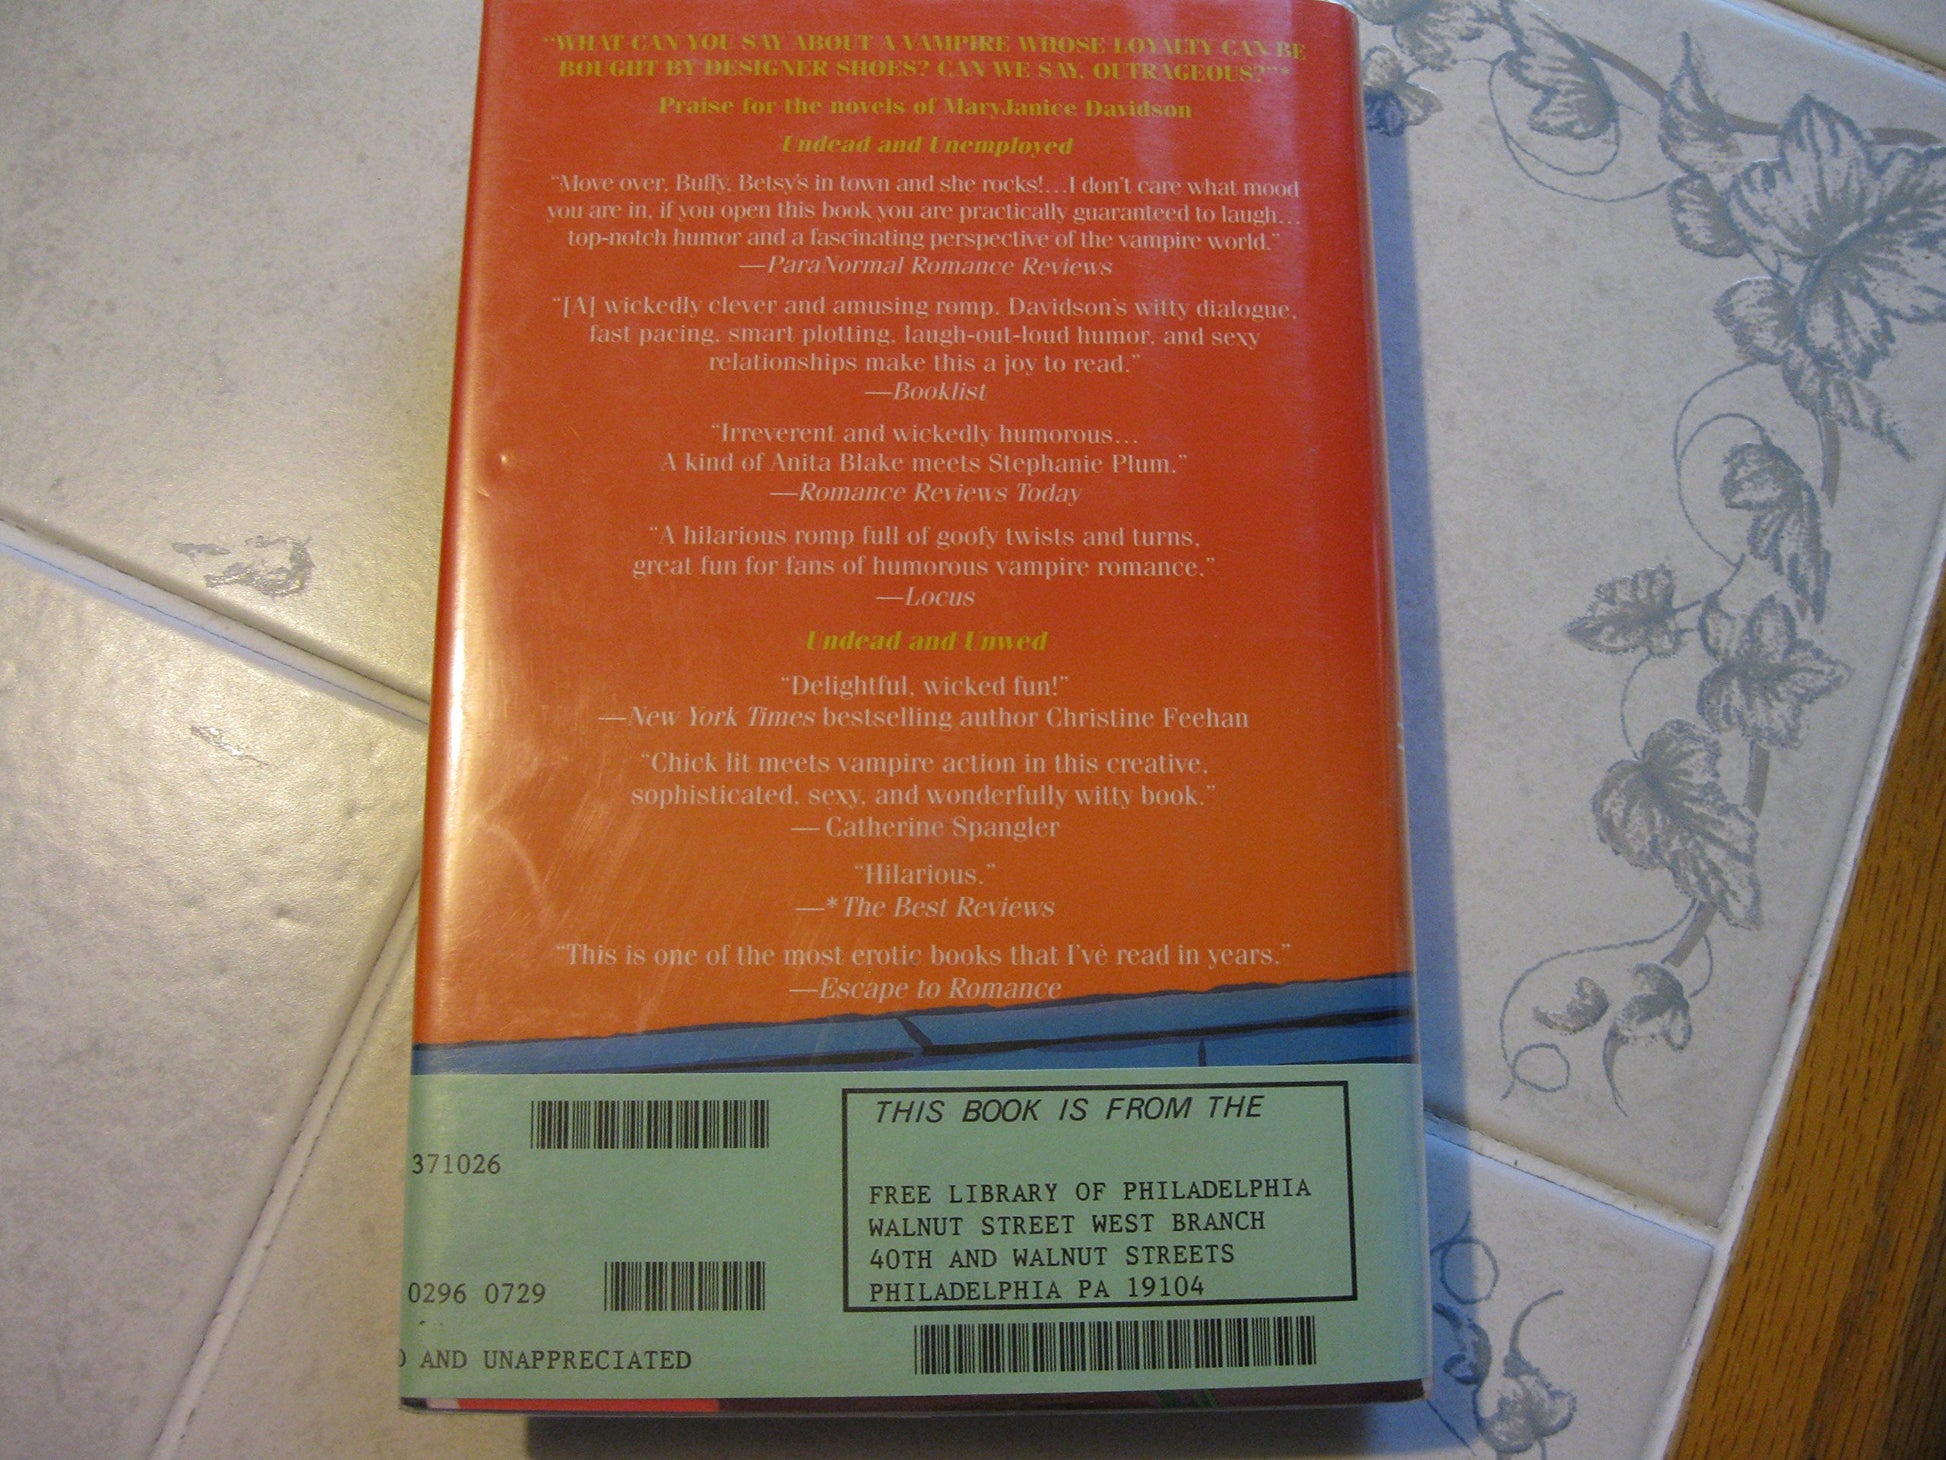 “WHAT CAN YOU SAY ABOUT A VAMPIRE WHOSE LOYALTY CAN BE
BOUGHT BY DESIGNER SHOES? CAN WE SAY, OUTRAGEOUS?”*
Praise for the novels of MaryJanice Davidson
Undead and Unemployed
“Move over, Buffy. Betsy's in town and she rocks!…I don't care what mood
you are in, if you open this book you are practically guaranteed to laugh…
top-notch humor and a fascinating perspective of the vampire world.”
—ParaNormal Romance Reviews
“[A] wickedly clever and amusing romp. Davidson's witty dialogue,
fast pacing, smart plotting, laugh-out-loud humor, and sexy
relationships make this a joy to read.”
—Booklist
“Irreverent and wickedly humorous…
A kind of Anita Blake meets Stephanie Plum.”
—Romance Reviews Today
“A hilarious romp full of goofy twists and turns,
great fun for fans of humorous vampire romance.”
—Locus
Undead and Unwed
“Delightful, wicked fun!”
—New York Times bestselling author Christine Feehan
“Chick lit meets vampire action in this creative,
sophisticated, sexy, and wonderfully witty book.”
— Catherine Spangler
“Hilarious.”
—*The Best Reviews
“This is one of the most erotic books that I've read in years.”
—Escape to Romance
THIS BOOK IS FROM THE
371026
FREE LIBRARY OF PHILADELPHIA
WALNUT STREET WEST BRANCH
40TH AND WALNUT STREETS
PHILADELPHIA PA 19104
0296 0729
D AND UNAPPRECIATED